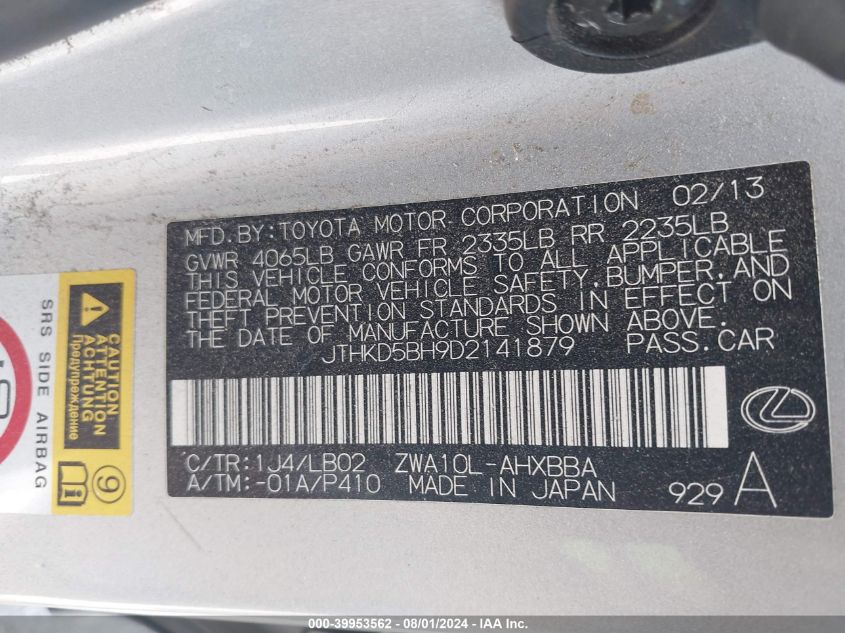 MFD. BY: TOYOTA MOTOR CORPORATION 02/13
GVWR 4065LB GAWR FR 2335LB RR 2235LB
THIS VEHICLE CONFORMS TO ALL APPLICABLE
FEDERAL MOTOR VEHICLE SAFETY, BUMPER, AND
THEFT PREVENTION STANDARDS IN EFFECT ON
THE DATE OF MANUFACTURE SHOWN ABOVE.
JTHKD5BH9D2141879 PASS.CAR
C/TR:1J4/LB02 ZWA10L-AHXBBA
A/TM:-01A/P410 MADE IN JAPAN 929 A
SRS SIDE AIRBAG
CAUTION
ACHTUNG
Предупреждение
9
000-39953562 - 08/01/2024 - IAA Inc.